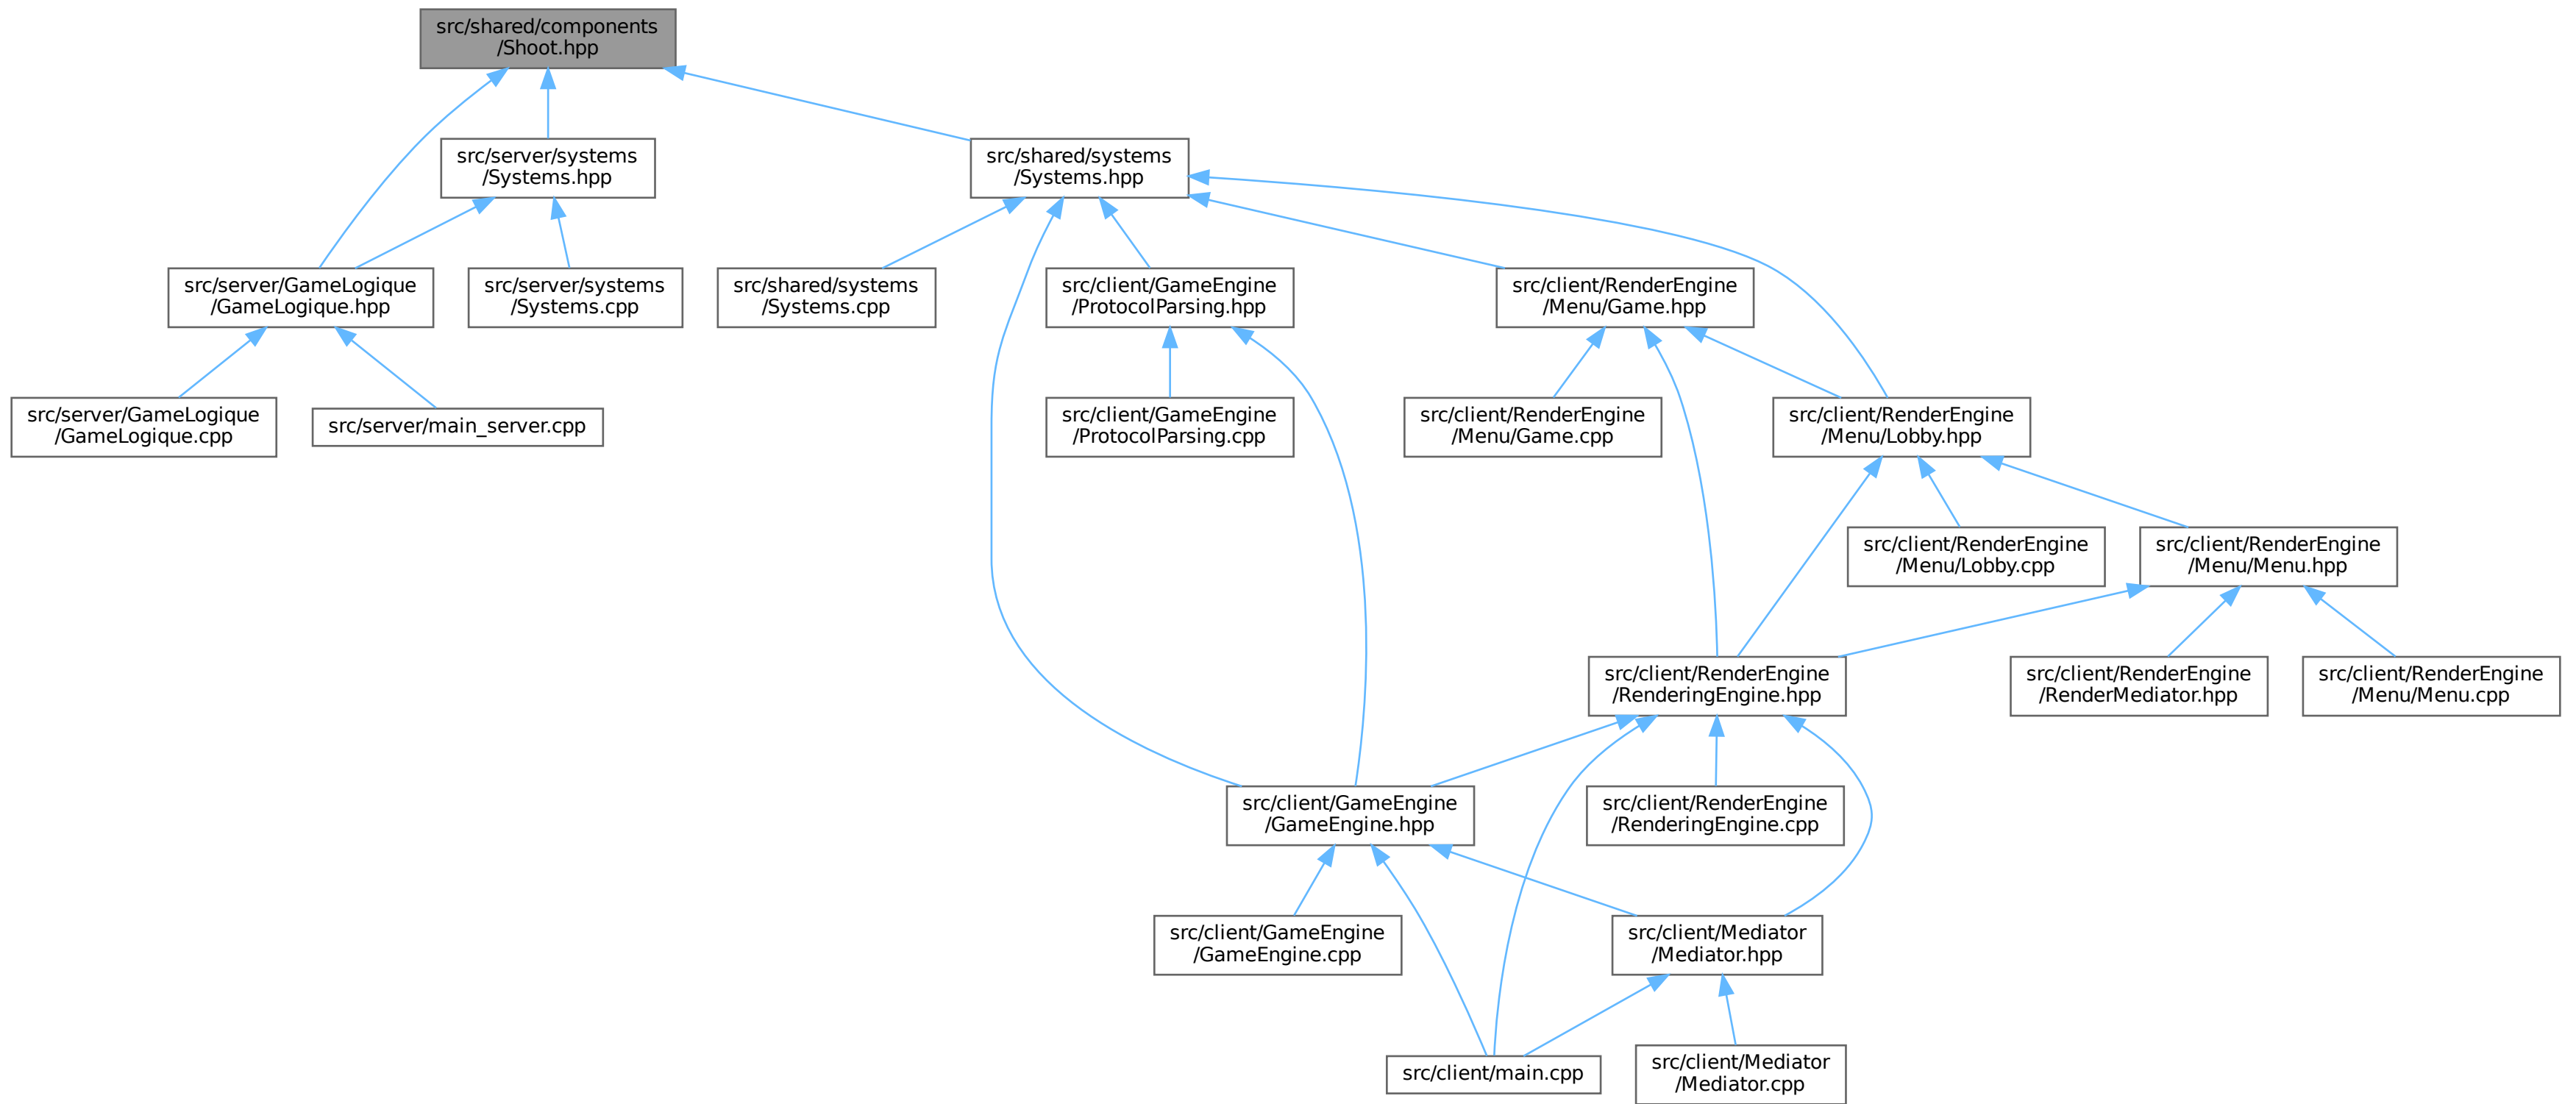 src/shared/components
/Shoot.hpp
src/server/systems
/Systems.hpp
src/shared/systems
/Systems.hpp
src/server/GameLogique
/GameLogique.hpp
src/server/systems
/Systems.cpp
src/shared/systems
/Systems.cpp
src/client/GameEngine
/ProtocolParsing.hpp
src/client/RenderEngine
/Menu/Game.hpp
src/server/GameLogique
/GameLogique.cpp
src/server/main_server.cpp
src/client/GameEngine
/ProtocolParsing.cpp
src/client/RenderEngine
/Menu/Game.cpp
src/client/RenderEngine
/Menu/Lobby.hpp
src/client/RenderEngine
/Menu/Lobby.cpp
src/client/RenderEngine
/Menu/Menu.hpp
src/client/RenderEngine
/RenderingEngine.hpp
src/client/RenderEngine
/RenderMediator.hpp
src/client/RenderEngine
/Menu/Menu.cpp
src/client/GameEngine
/GameEngine.hpp
src/client/RenderEngine
/RenderingEngine.cpp
src/client/GameEngine
/GameEngine.cpp
src/client/Mediator
/Mediator.hpp
src/client/main.cpp
src/client/Mediator
/Mediator.cpp